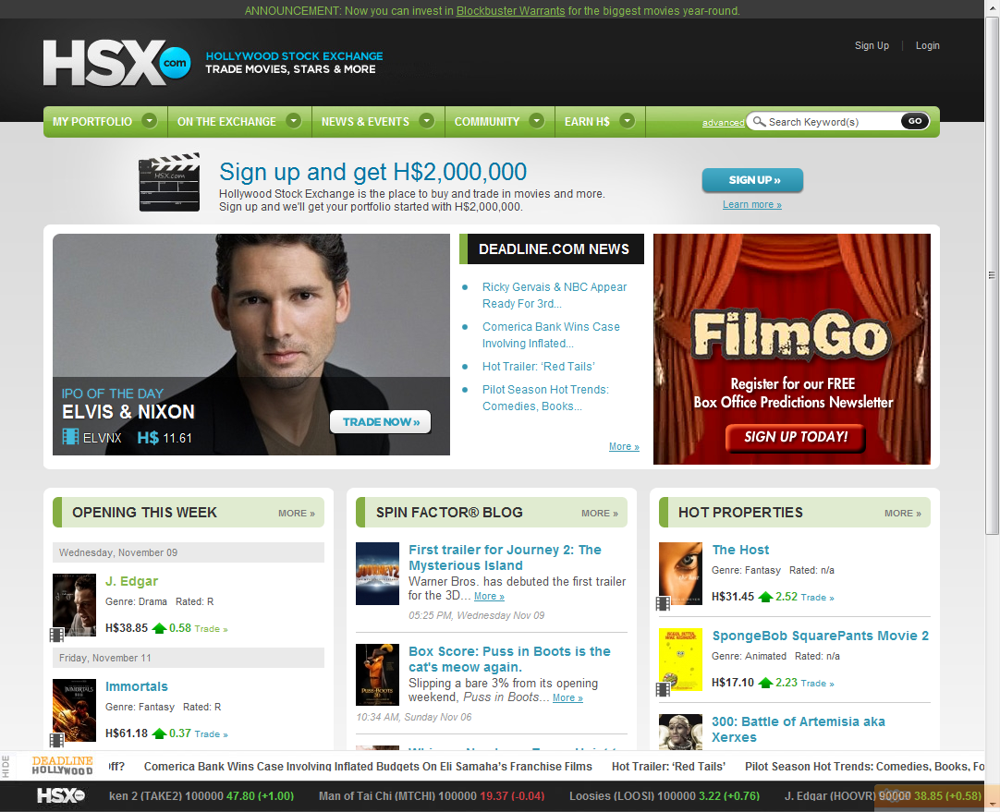 ANNOUNCEMENT: Now you can invest in Blockbuster Warrants for the biggest movies year-round.
HSX.com
HOLLYWOOD STOCK EXCHANGE
TRADE MOVIES, STARS & MORE
Sign Up | Login
MY PORTFOLIO ON THE EXCHANGE NEWS & EVENTS COMMUNITY EARN H$ advanced Search Keyword(s) GO
HSX.com
Sign up and get H$2,000,000
Hollywood Stock Exchange is the place to buy and trade in movies and more.
Sign up and we'll get your portfolio started with H$2,000,000.
SIGN UP »
Learn more »
IPO OF THE DAY
ELVIS & NIXON
ELVNX H$ 11.61
TRADE NOW »
DEADLINE.COM NEWS
Ricky Gervais & NBC Appear
Ready For 3rd...
Comerica Bank Wins Case
Involving Inflated...
Hot Trailer: ‘Red Tails’
Pilot Season Hot Trends:
Comedies, Books...
More »
FilmGo
Register for our FREE
Box Office Predictions Newsletter
SIGN UP TODAY!
OPENING THIS WEEK MORE »
Wednesday, November 09
J. Edgar
Genre: Drama Rated: R
H$38.85 0.58 Trade »
Friday, November 11
IMMORTALS
Immortals
Genre: Fantasy Rated: R
H$61.18 0.37 Trade »
SPIN FACTOR® BLOG MORE »
JOURNEY 2
First trailer for Journey 2: The
Mysterious Island
Warner Bros. has debuted the first trailer
for the 3D... More »
05:25 PM, Wednesday Nov 09
PUSS IN BOOTS
Box Score: Puss in Boots is the
cat's meow again.
Slipping a bare 3% from its opening
weekend, Puss in Boots... More »
10:34 AM, Sunday Nov 06
HOT PROPERTIES MORE »
The Host
Genre: Fantasy Rated: n/a
H$31.45 2.52 Trade »
SpongeBob SquarePants Movie 2
Genre: Animated Rated: n/a
H$17.10 2.23 Trade »
300: Battle of Artemisia aka
Xerxes
HIDE
DEADLINE
HOLLYWOOD
Off? Comerica Bank Wins Case Involving Inflated Budgets On Eli Samaha’s Franchise Films Hot Trailer: ‘Red Tails’ Pilot Season Hot Trends: Comedies, Books, Fo
HSX ken 2 (TAKE2) 100000 47.80 (+1.00) Man of Tai Chi (MTCHI) 100000 19.37 (-0.04) Loosies (LOOSI) 100000 3.22 (+0.76) J. Edgar (HOOVR) 90000 38.85 (+0.58)